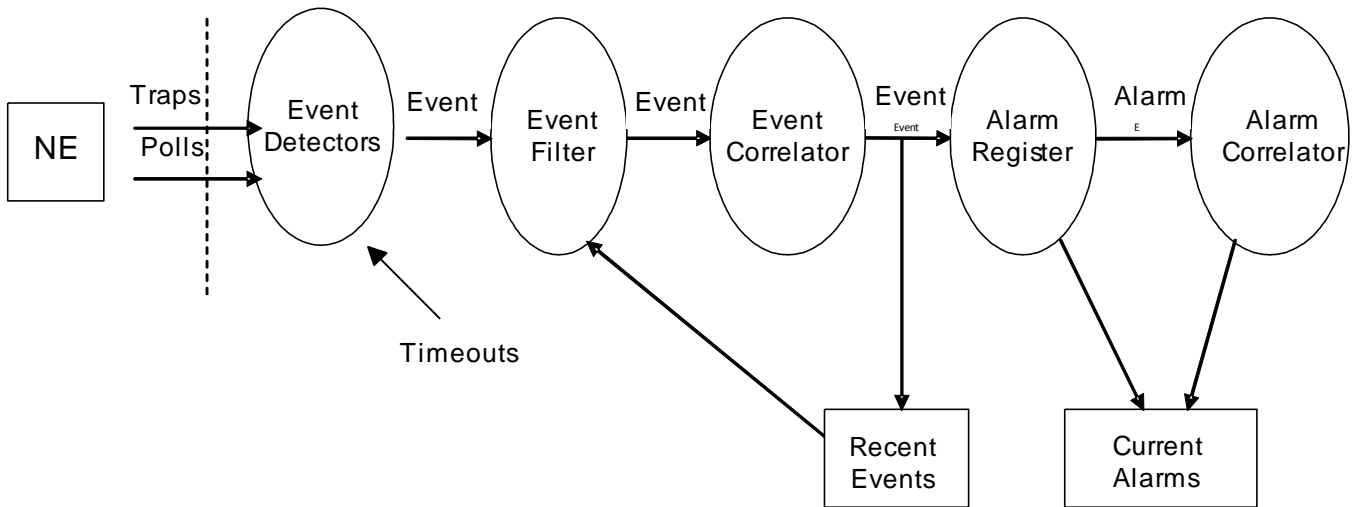 Traps
Polls
NE
Event
Detectors
Event
Event
Filter
Event
Event
Correlator
Event
Event
Alarm
Register
Alarm
E
Alarm
Correlator
Timeouts
Recent
Events
Current
Alarms